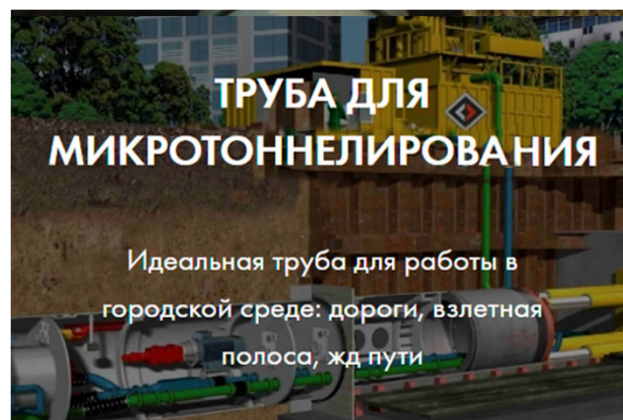 ТРУБА ДЛЯ
МИКРОТОННЕЛИРОВАНИЯ
Идеальная труба для работы в
городской среде: дороги, взлетная
полоса, жд пути